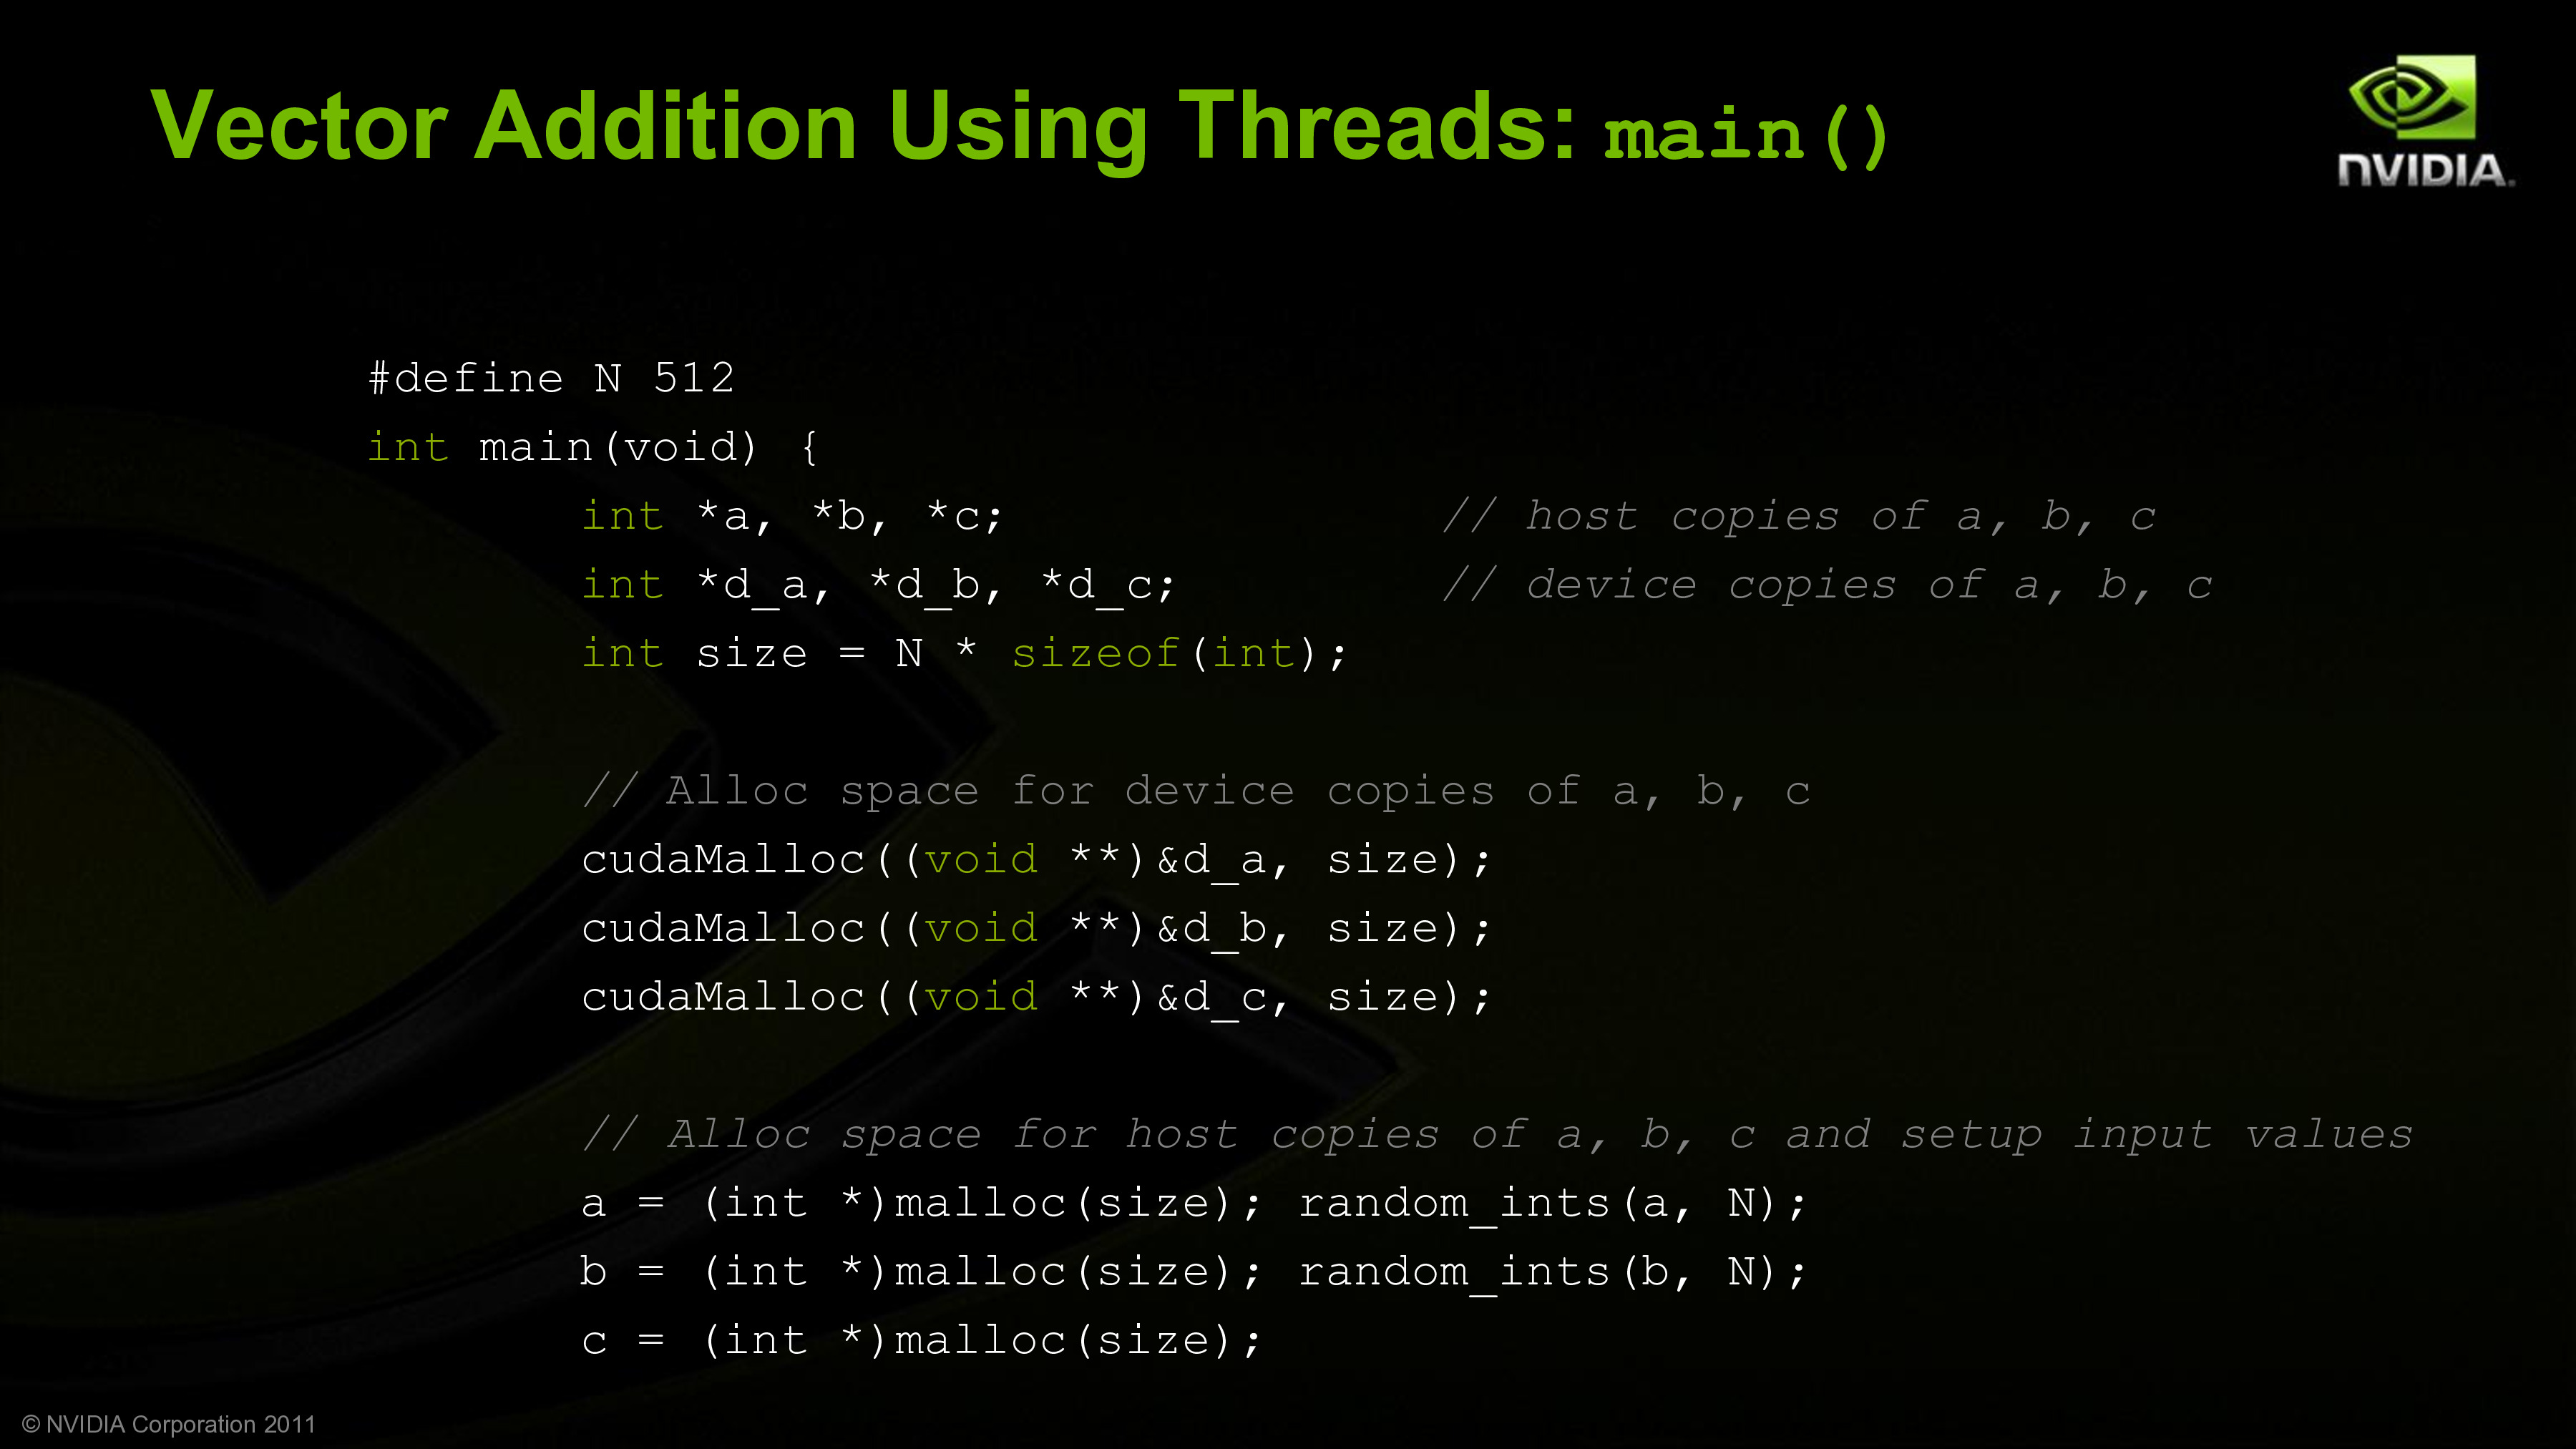 Vector Addition Using Threads: main()
NVIDIA.
#define N 512
int main(void) {
int *a, *b, *c; // host copies of a, b, c
int *d_a, *d_b, *d_c; // device copies of a, b, c
int size = N * sizeof(int);
// Alloc space for device copies of a, b, c
cudaMalloc((void **)&d_a, size);
cudaMalloc((void **)&d_b, size);
cudaMalloc((void **)&d_c, size);
// Alloc space for host copies of a, b, c and setup input values
a = (int *)malloc(size); random_ints(a, N);
b = (int *)malloc(size); random_ints(b, N);
c = (int *)malloc(size);
© NVIDIA Corporation 2011